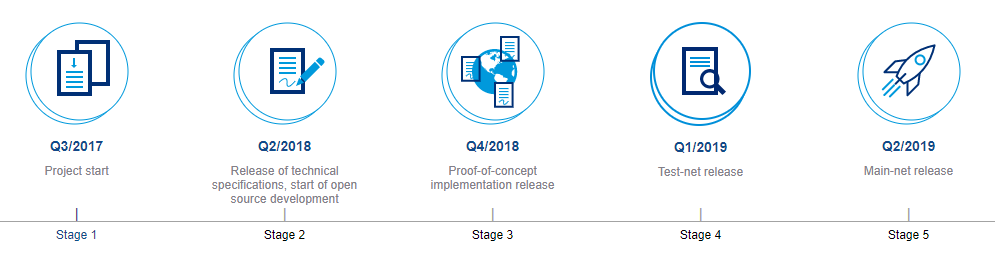 Q3/2017
Project start
Q2/2018
Release of technical
specifications, start of open
source development
Q4/2018
Proof-of-concept
implementation release
Q1/2019
Test-net release
Q2/2019
Main-net release
Stage 1
Stage 2
Stage 3
Stage 4
Stage 5